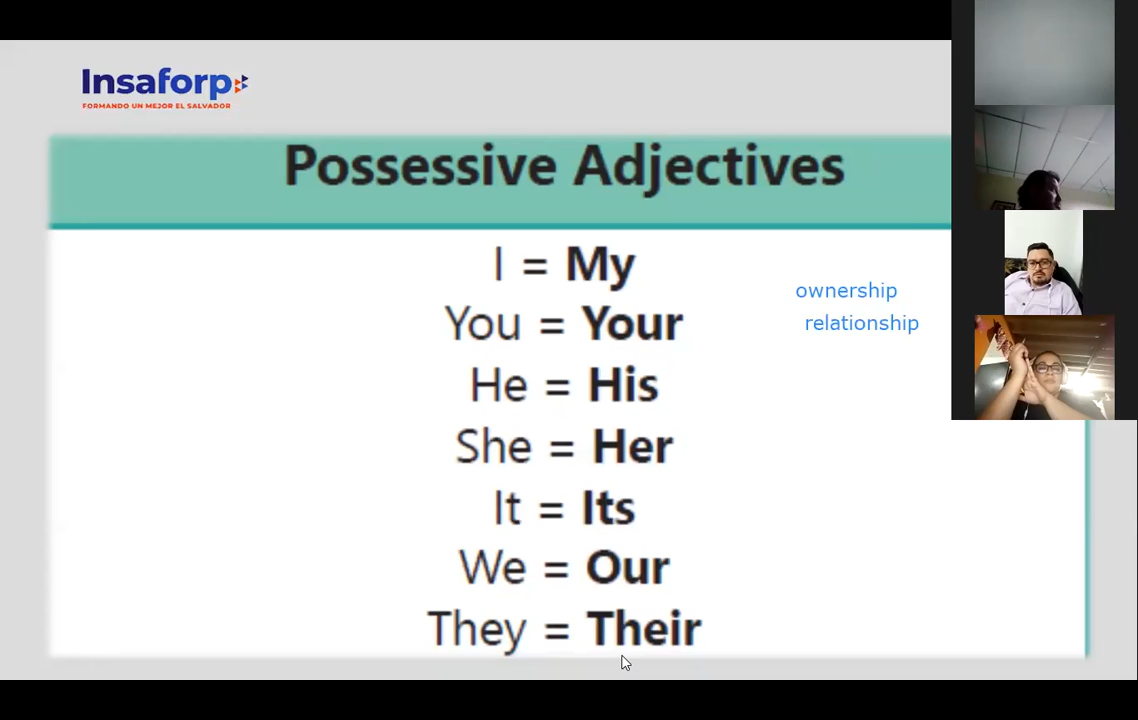 Insaforp
FORMANDO UN MEJOR EL SALVADOR
Possessive Adjectives
I = My
You = Your
He = His
She = Her
It = Its
We = Our
They = Their
ownership
relationship